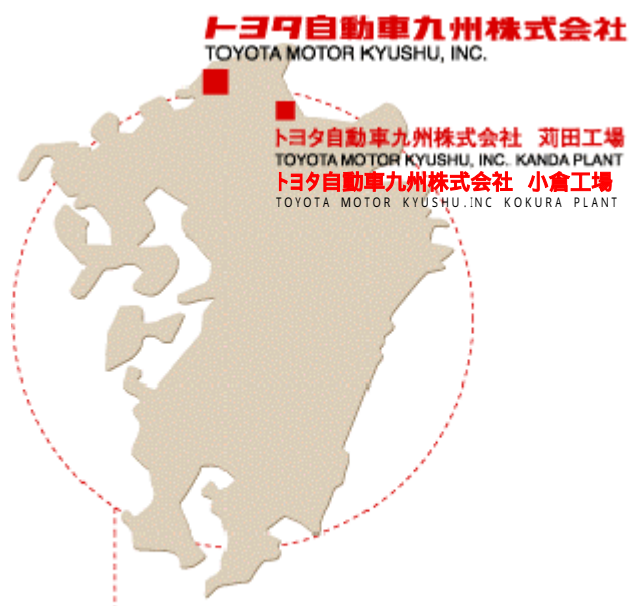 トヨタ自動車九州株式会社
TOYOTA MOTOR KYUSHU, INC.
トヨタ自動車九州株式会社 苅田工場
TOYOTA MOTOR KYUSHU, INC. KANDA PLANT
トヨタ自動車九州株式会社 小倉工場
TOYOTA MOTOR KYUSHU.INC KOKURA PLANT